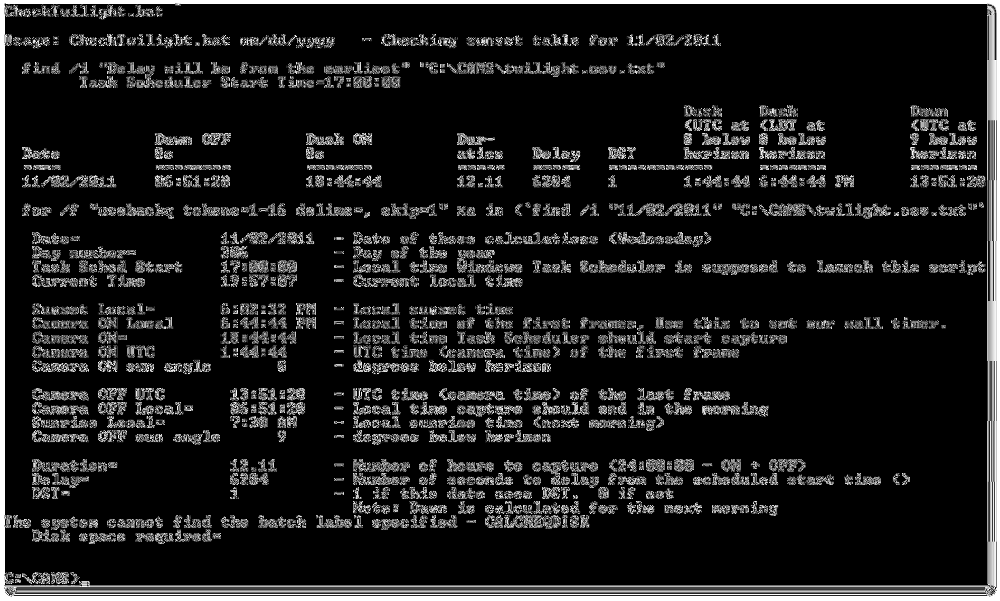 CheckTwilight.bat
Usage: CheckTwilight.bat mm/dd/yyyy - Checking sunset table for 11/02/2011
find /i "Delay will be from the earliest" "C:\CAMS\twilight.csv.txt"
Task Scheduler Start Time=17:00:00
Dusk Dusk Dawn
(UTC at (LDT at (UTC at
Dawn OFF Dusk ON Dur- 8 below 8 below 9 below
Date 8o 8o ation Delay DST horizon horizon horizon
==== ======== ======= ===== ===== =========== ======= =======
11/02/2011 06:51:20 18:44:44 12.11 6284 1 1:44:44 6:44:44 PM 13:51:20
for /f "usebackq tokens=1-16 delims=, skip=1" %a in (`find /i "11/02/2011" "C:\CAMS\twilight.csv.txt"`
Date= 11/02/2011 - Date of these calculations (Wednesday)
Day number= 306 - Day of the year
Task Sched Start 17:00:00 - Local time Windows Task Scheduler is supposed to launch this script
Current Time 19:57:07 - Current local time
Sunset Local= 6:02:32 PM - Local sunset time
Camera ON Local 6:44:44 PM - Local time of the first frames, Use this to set our wall timer.
Camera ON= 18:44:44 - Local time Task Scheduler should start capture
Camera ON UTC 1:44:44 - UTC time (camera time) of the first frame
Camera ON sun angle 8 - degrees below horizon
Camera OFF UTC 13:51:20 - UTC time (camera time) of the last frame
Camera OFF Local= 06:51:20 - Local time capture should end in the morning
Sunrise Local= 7:30 AM - Local sunrise time (next morning)
Camera OFF sun angle 9 - degrees below horizon
Duration= 12.11 - Number of hours to capture (24:00:00 - ON + OFF)
Delay= 6284 - Number of seconds to delay from the scheduled start time ()
DST= 1 - 1 if this date uses DST. 0 if not
Note: Dawn is calculated for the next morning
The system cannot find the batch label specified - CALCREQDISK
Disk space required=
C:\CAMS>_